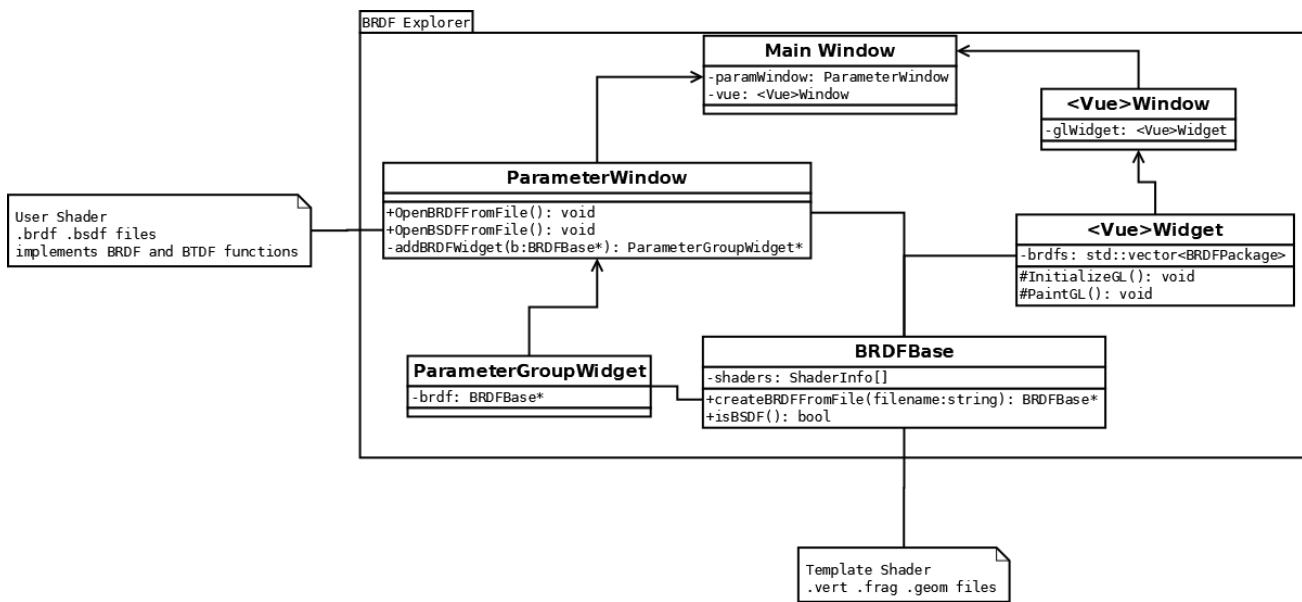 BRDF Explorer
Main Window
-paramWindow: ParameterWindow
-vue: <Vue>Window
<Vue>Window
-glWidget: <Vue>Widget
ParameterWindow
+OpenBRDFFromFile(): void
+OpenBSDFFromFile(): void
-addBRDFWidget(b:BRDFBase*): ParameterGroupWidget*
User Shader
.brdf .bsdf files
implements BRDF and BTDF functions
<Vue>Widget
-brdfs: std::vector<BRDFPackage>
#InitializeGL(): void
#PaintGL(): void
ParameterGroupWidget
-brdf: BRDFBase*
BRDFBase
-shaders: ShaderInfo[]
+createBRDFFromFile(filename:string): BRDFBase*
+isBSDF(): bool
Template Shader
.vert .frag .geom files